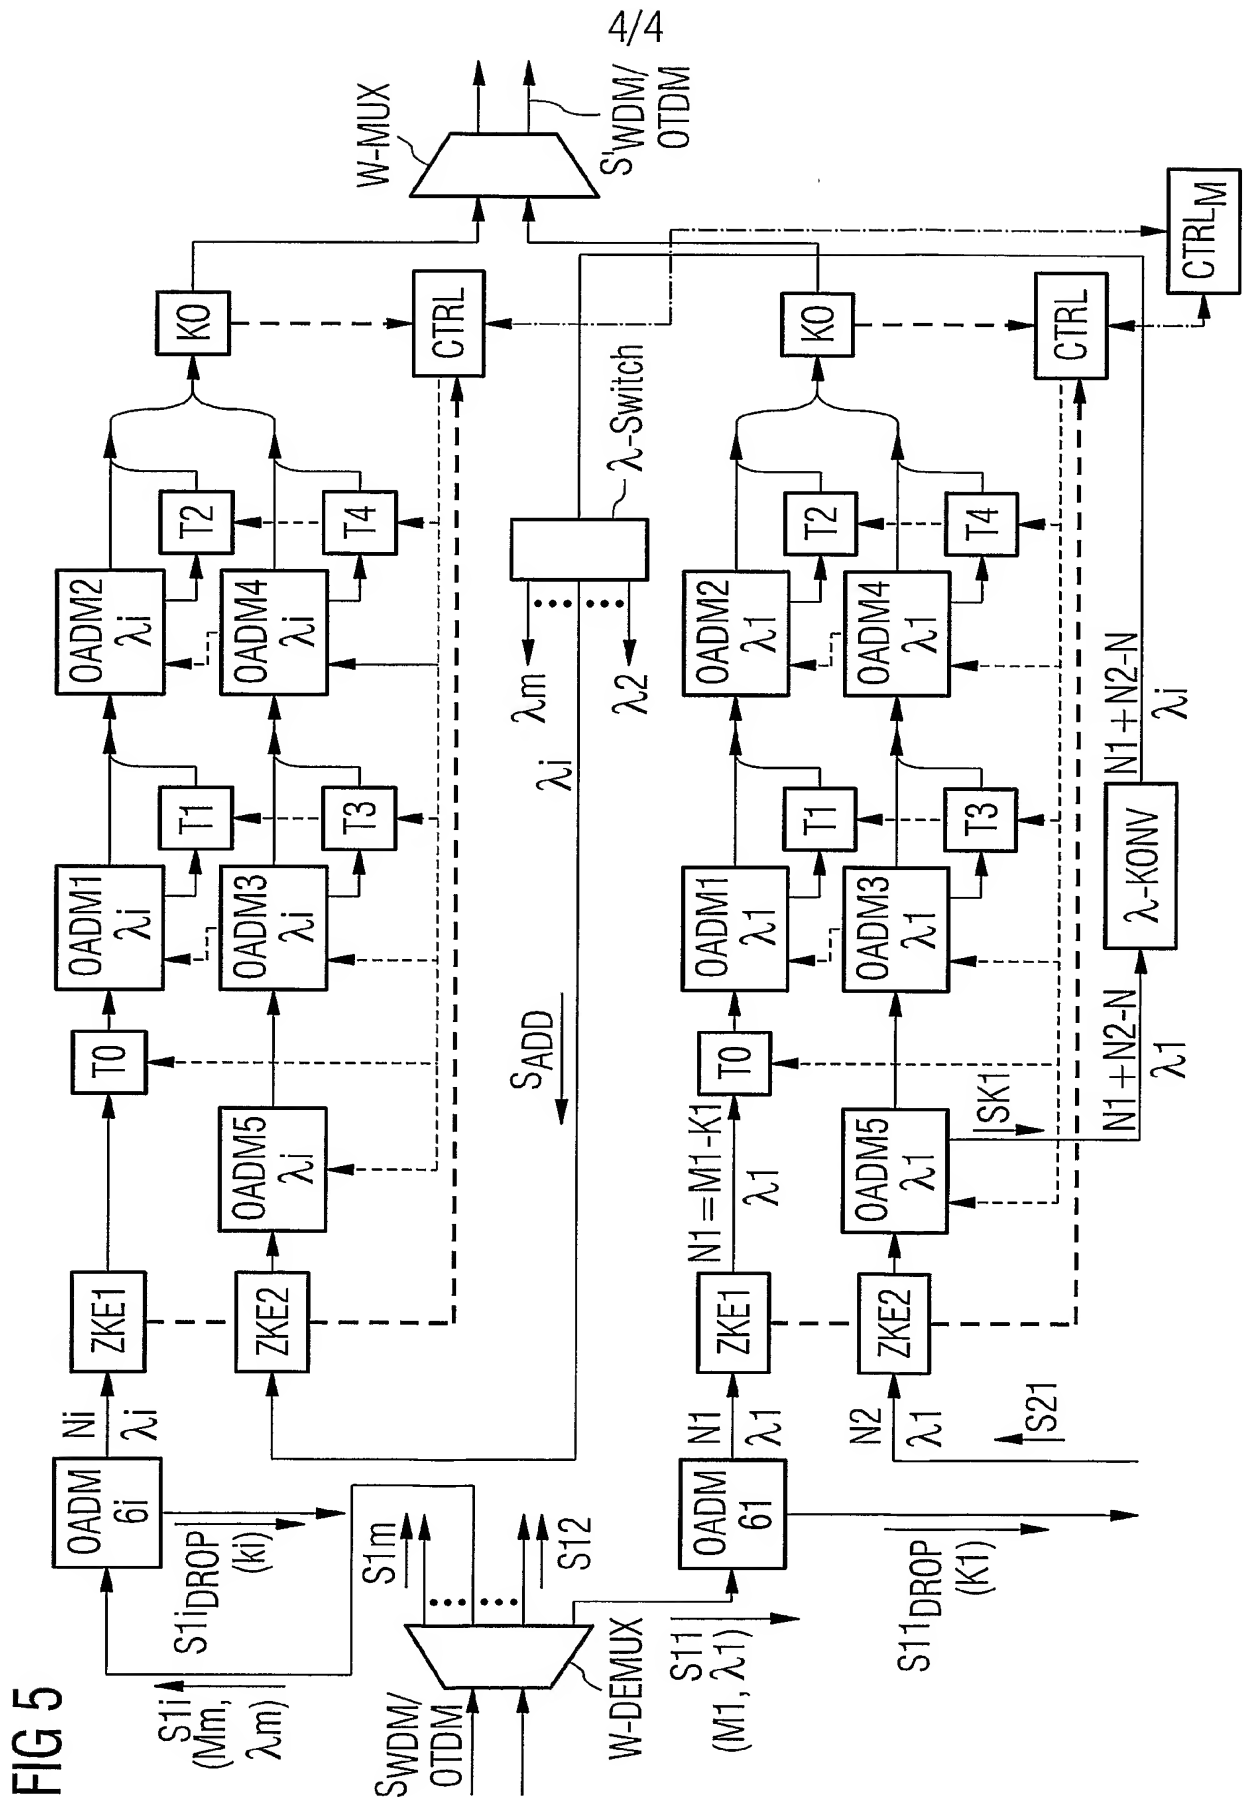 4/4
FIG 5
S1i
(Mm,
λm)
S1iDROP
(ki)
OADM
6i
Ni
λi
ZKE1
ZKE2
T0
OADM5
λi
OADM1
λi
OADM3
λi
T1
T3
OADM2
λi
OADM4
λi
T2
T4
KO
CTRL
W-MUX
S'WDM/
OTDM
SWDM/
OTDM
W-DEMUX
S1m
S12
SADD
λi
λm
λ2
λ-Switch
S11
(M1, λ1)
S11DROP
(K1)
OADM
61
N1
λ1
N2
λ1
S21
ZKE1
ZKE2
N1=M1-K1
λ1
T0
OADM5
λ1
SK1
OADM1
λ1
OADM3
λ1
T1
T3
OADM2
λ1
OADM4
λ1
T2
T4
KO
CTRL
CTRLM
N1+N2-N
λ1
λ-KONV
N1+N2-N
λi